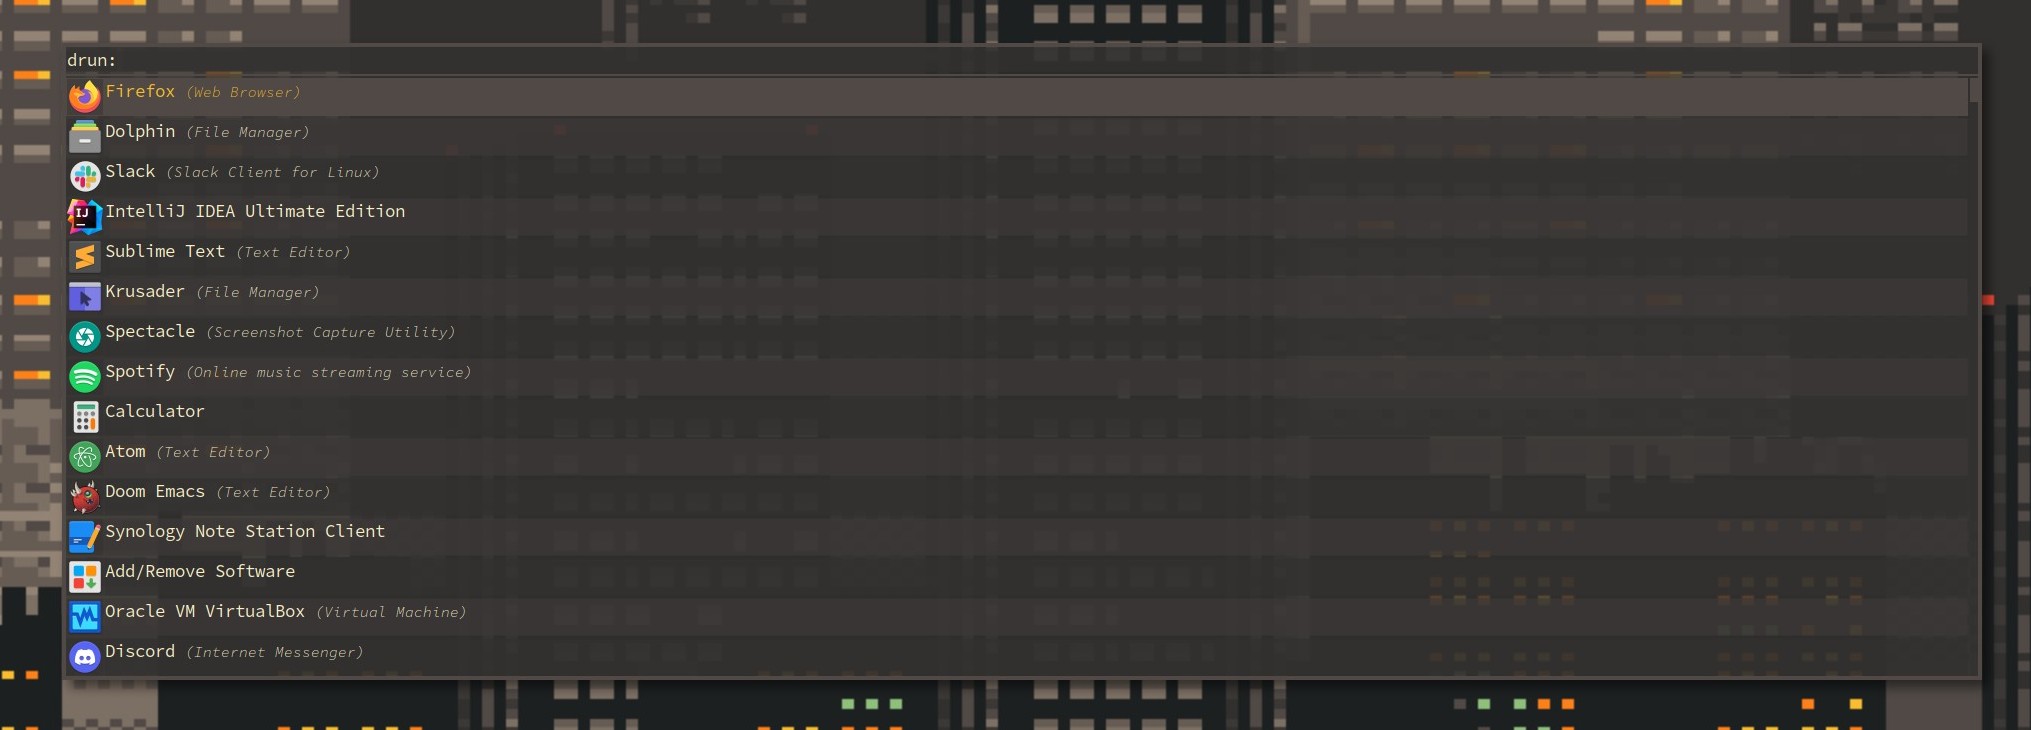 drun:
Firefox (Web Browser)
Dolphin (File Manager)
Slack (Slack Client for Linux)
IntelliJ IDEA Ultimate Edition
Sublime Text (Text Editor)
Krusader (File Manager)
Spectacle (Screenshot Capture Utility)
Spotify (Online music streaming service)
Calculator
Atom (Text Editor)
Doom Emacs (Text Editor)
Synology Note Station Client
Add/Remove Software
Oracle VM VirtualBox (Virtual Machine)
Discord (Internet Messenger)